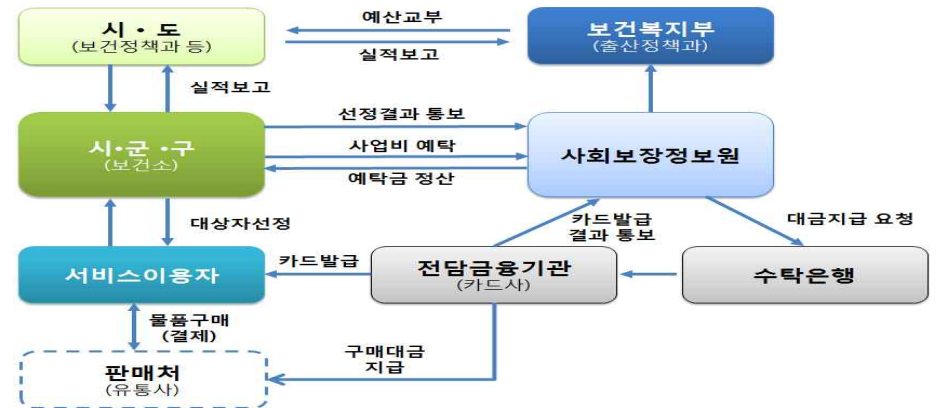 시・도
(보건정책과 등)
예산교부
실적보고
보건복지부
(출산정책과)
실적보고
시·군·구
(보건소)
선정결과 통보
사업비 예탁
예탁금 정산
사회보장정보원
대상자선정
카드발급
결과 통보
대금지급 요청
서비스이용자
카드발급
전담금융기관
(카드사)
수탁은행
물품구매
(결제)
구매대금
지급
판매처
(유통사)